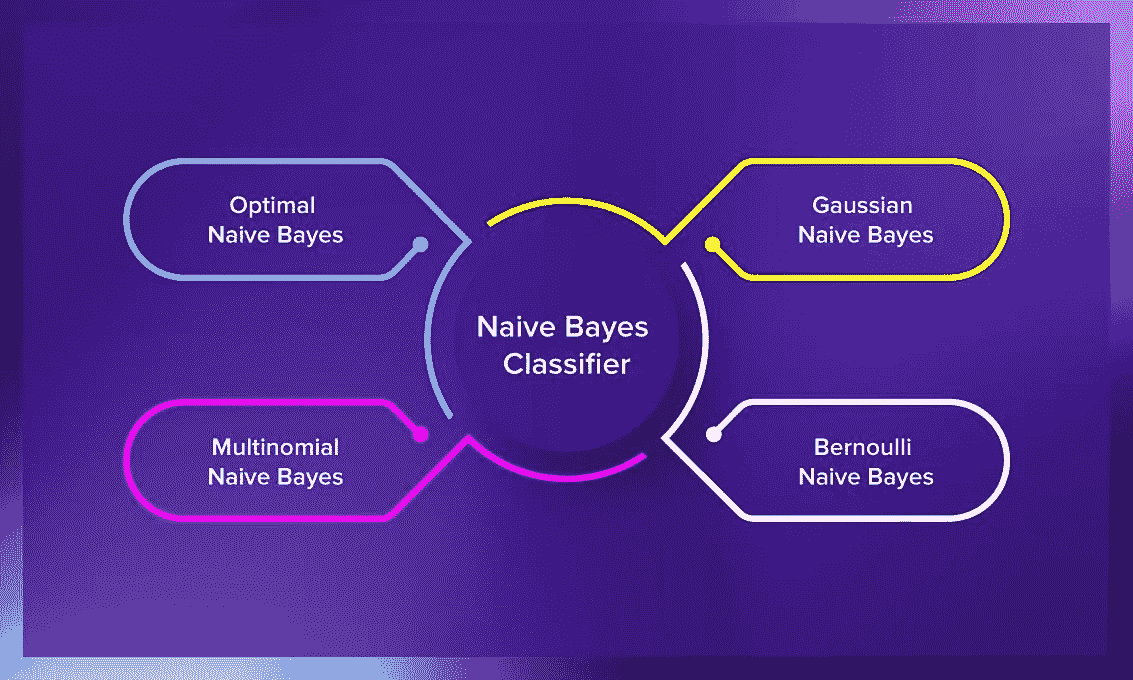 Optimal
Naive Bayes
Gaussian
Naive Bayes
Naive Bayes
Classifier
Multinomial
Naive Bayes
Bernoulli
Naive Bayes